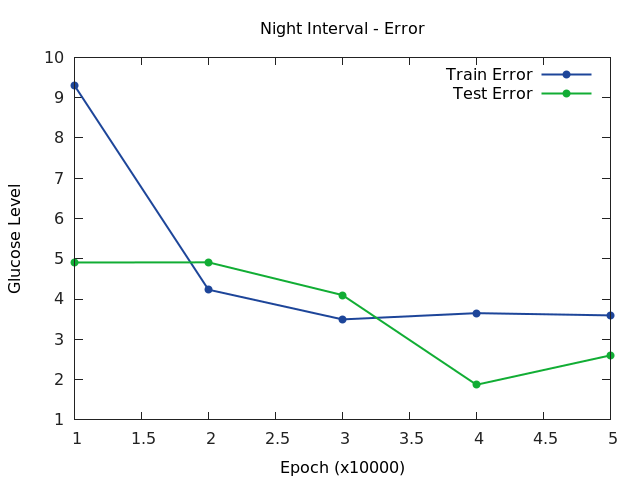 Night Interval - Error
Train Error
Test Error
10
9
8
7
6
5
4
3
2
1
Glucose Level
1 1.5 2 2.5 3 3.5 4 4.5 5
Epoch (x10000)